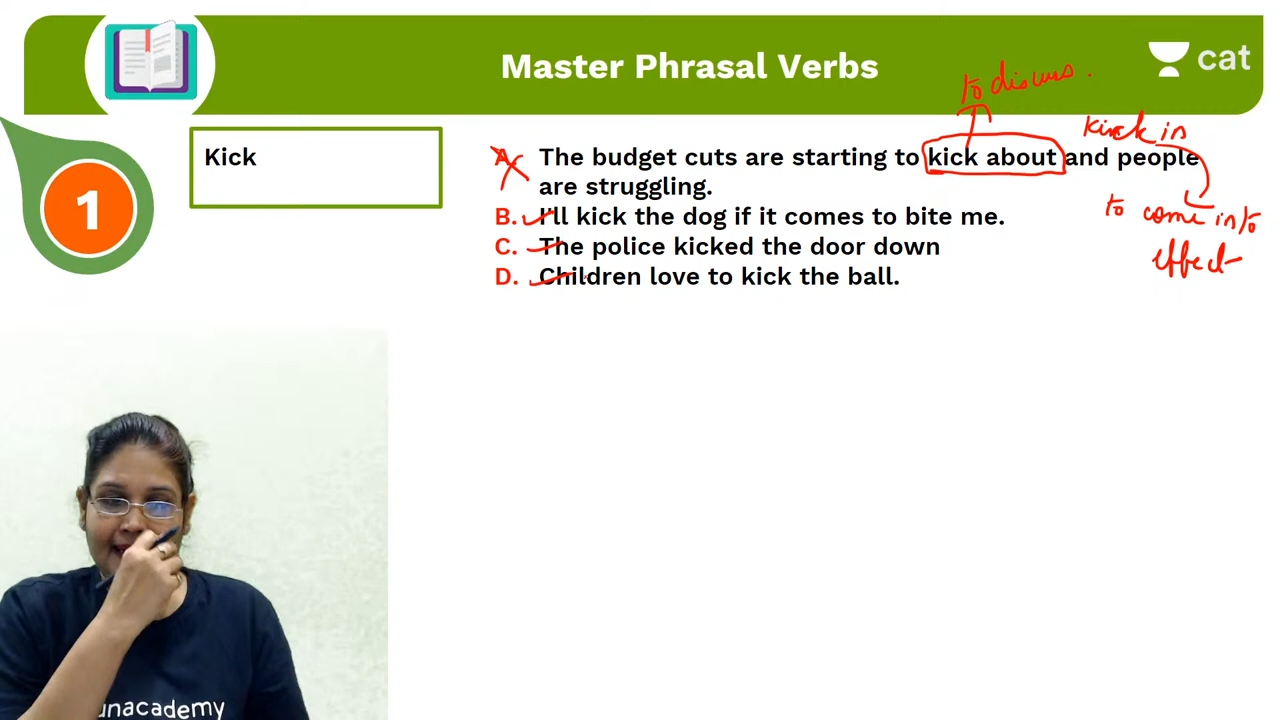 Master Phrasal Verbs
cat
to discuss.
Kick
kick in
A. The budget cuts are starting to kick about and people
are struggling.
to come into
effect
B. I'll kick the dog if it comes to bite me.
C. The police kicked the door down
D. Children love to kick the ball.
1
unacademy